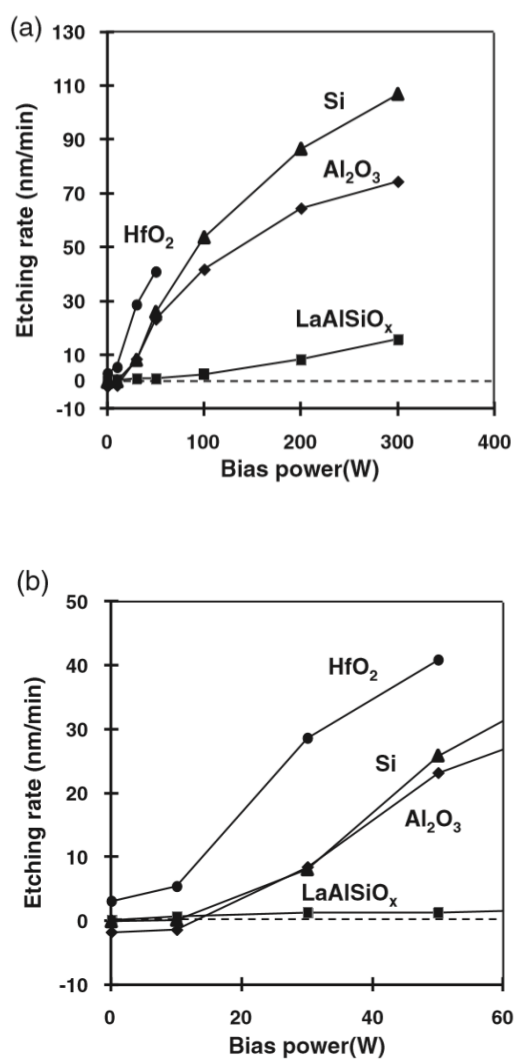 (a)
130
110
90
70
50
30
10
0
-10
Etching rate (nm/min)
Si
Al₂O₃
HfO₂
LaAlSiOₓ
0 100 200 300 400
Bias power(W)
(b)
50
40
30
20
10
0
-10
Etching rate (nm/min)
HfO₂
Si
Al₂O₃
LaAlSiOₓ
0 20 40 60
Bias power(W)